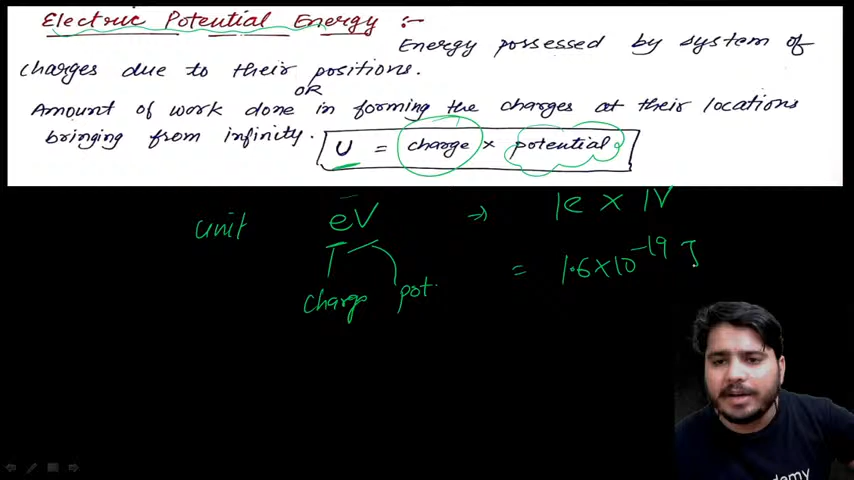 Electric Potential Energy :-
Energy possessed by system of
charges due to their positions.
OR
Amount of work done in forming the charges at their locations
bringing from infinity.
U = charge × potential
unit eV → 1e × 1V
= 1.6×10⁻¹⁹ J
charge pot.
demy